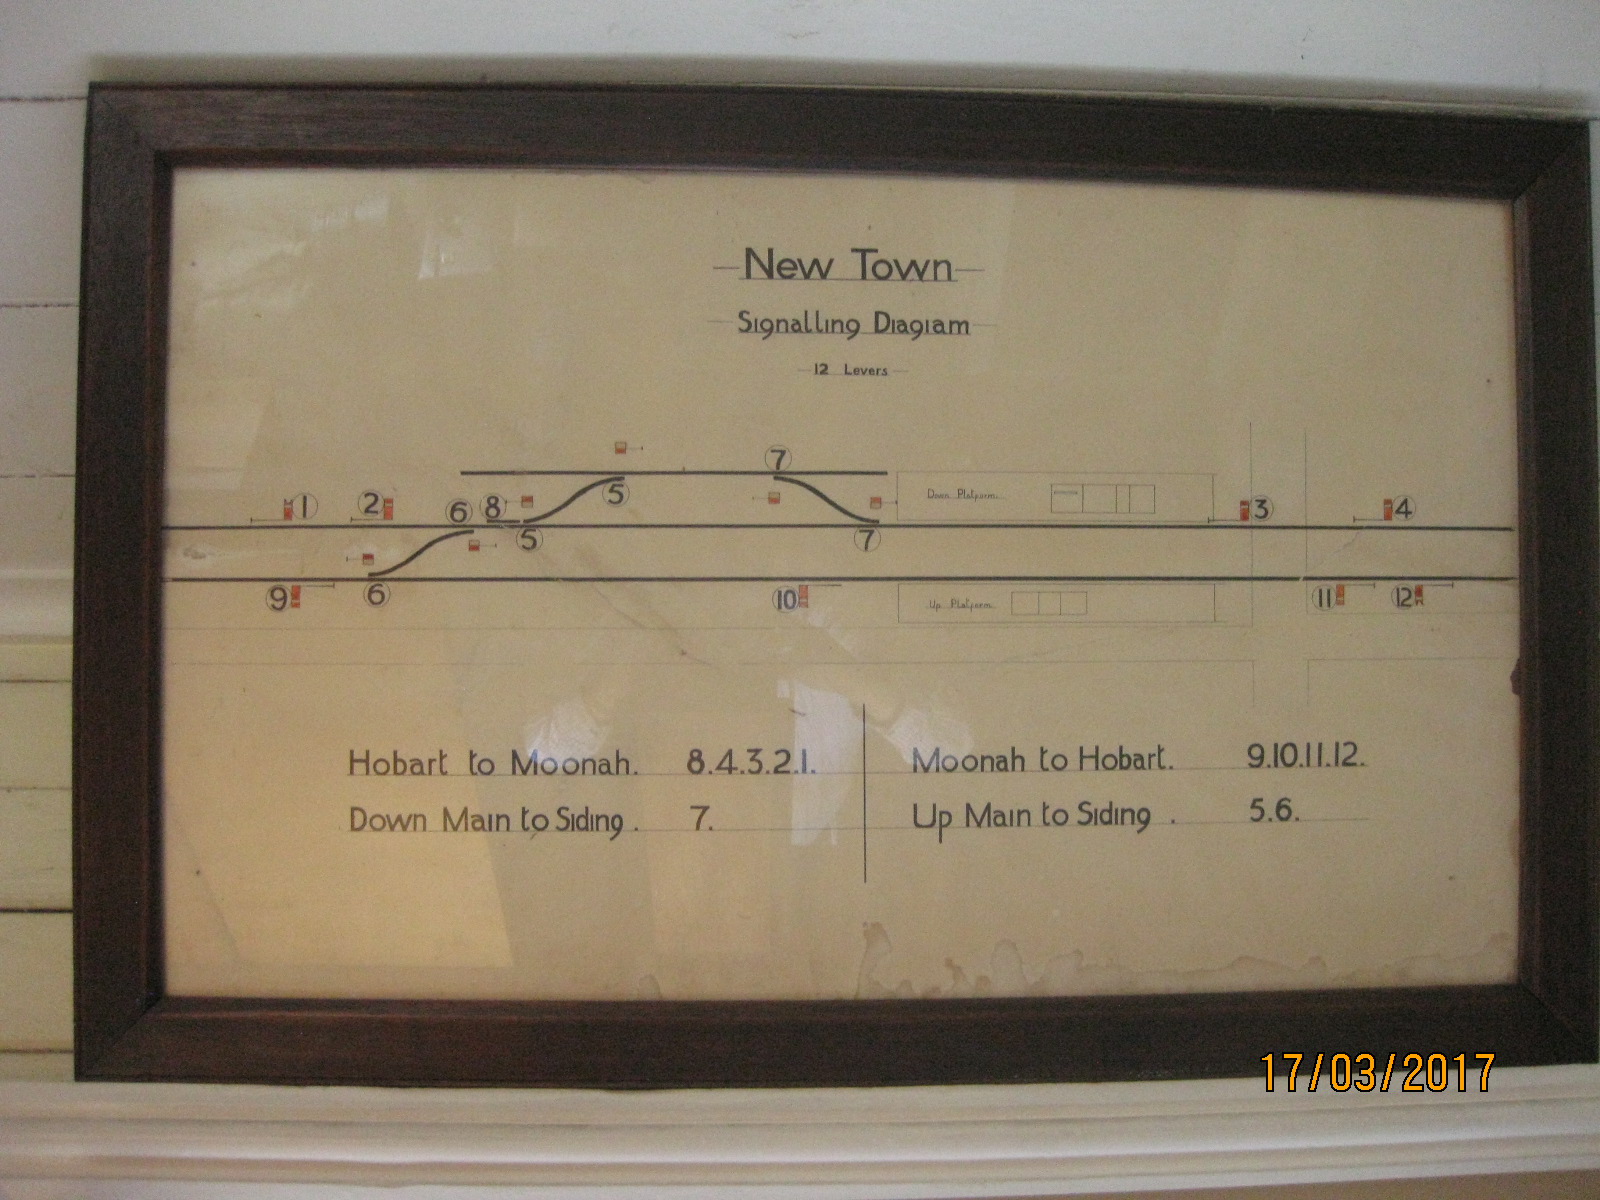 New Town
Signalling Diagram
12 Levers
7
1 2 6 8 5 Down Platform 3 4
5 7
9 6 10 Up Platform 11 12
Hobart to Moonah. 8.4.3.2.1. Moonah to Hobart. 9.10.11.12.
Down Main to Siding. 7. Up Main to Siding. 5.6.
17/03/2017